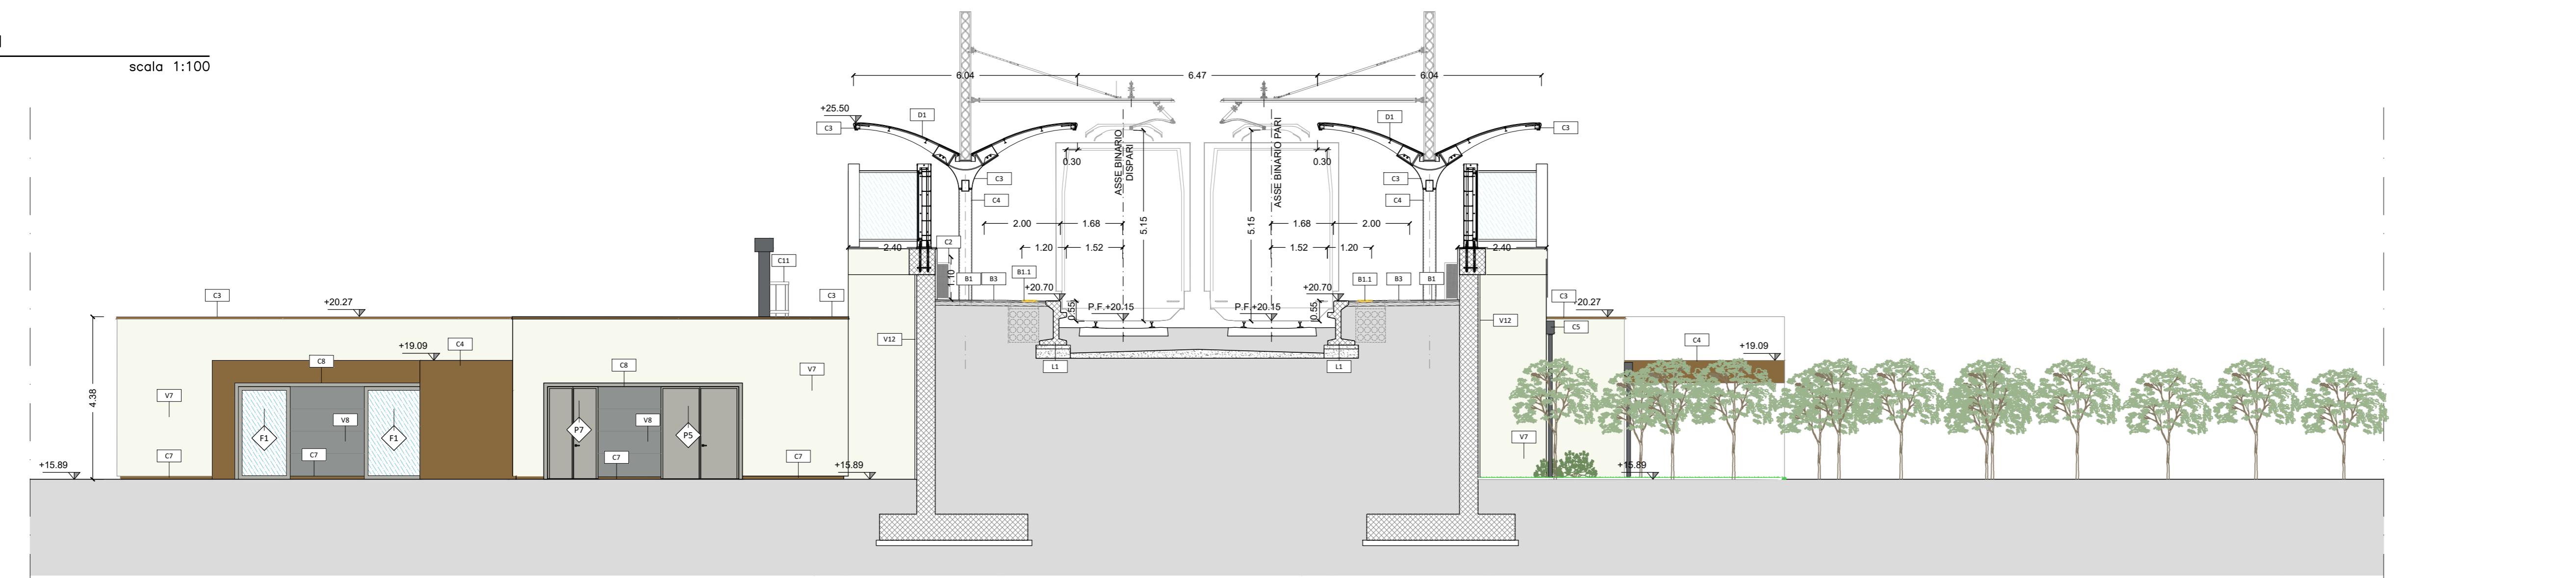 scala 1:100
6.04 6.47 6.04
+25.50 D1 D1
C3 C3
ASSE BINARIO
DISPARI
ASSE BINARIO PARI
0.30 0.30
C3 C3
C4 C4
2.00 1.68 5.15 5.15 1.68 2.00
2.40 C2 1.20 1.52 1.52 1.20 2.40
C11 1.10 B1 B3 B1.1 B1.1 B3 B1
+20.70 +20.70
C3 +20.27 C3 C3 +20.27
0.55 P.F.+20.15 P.F.+20.15 0.55
V12 V12 C5
C8 +19.09 C4 C8 C4 +19.09
L1 L1
4.38 V7 V7
F1 V8 F1 P7 V8 P5 V7
C7 C7 C7 C7
+15.89 +15.89 +15.89